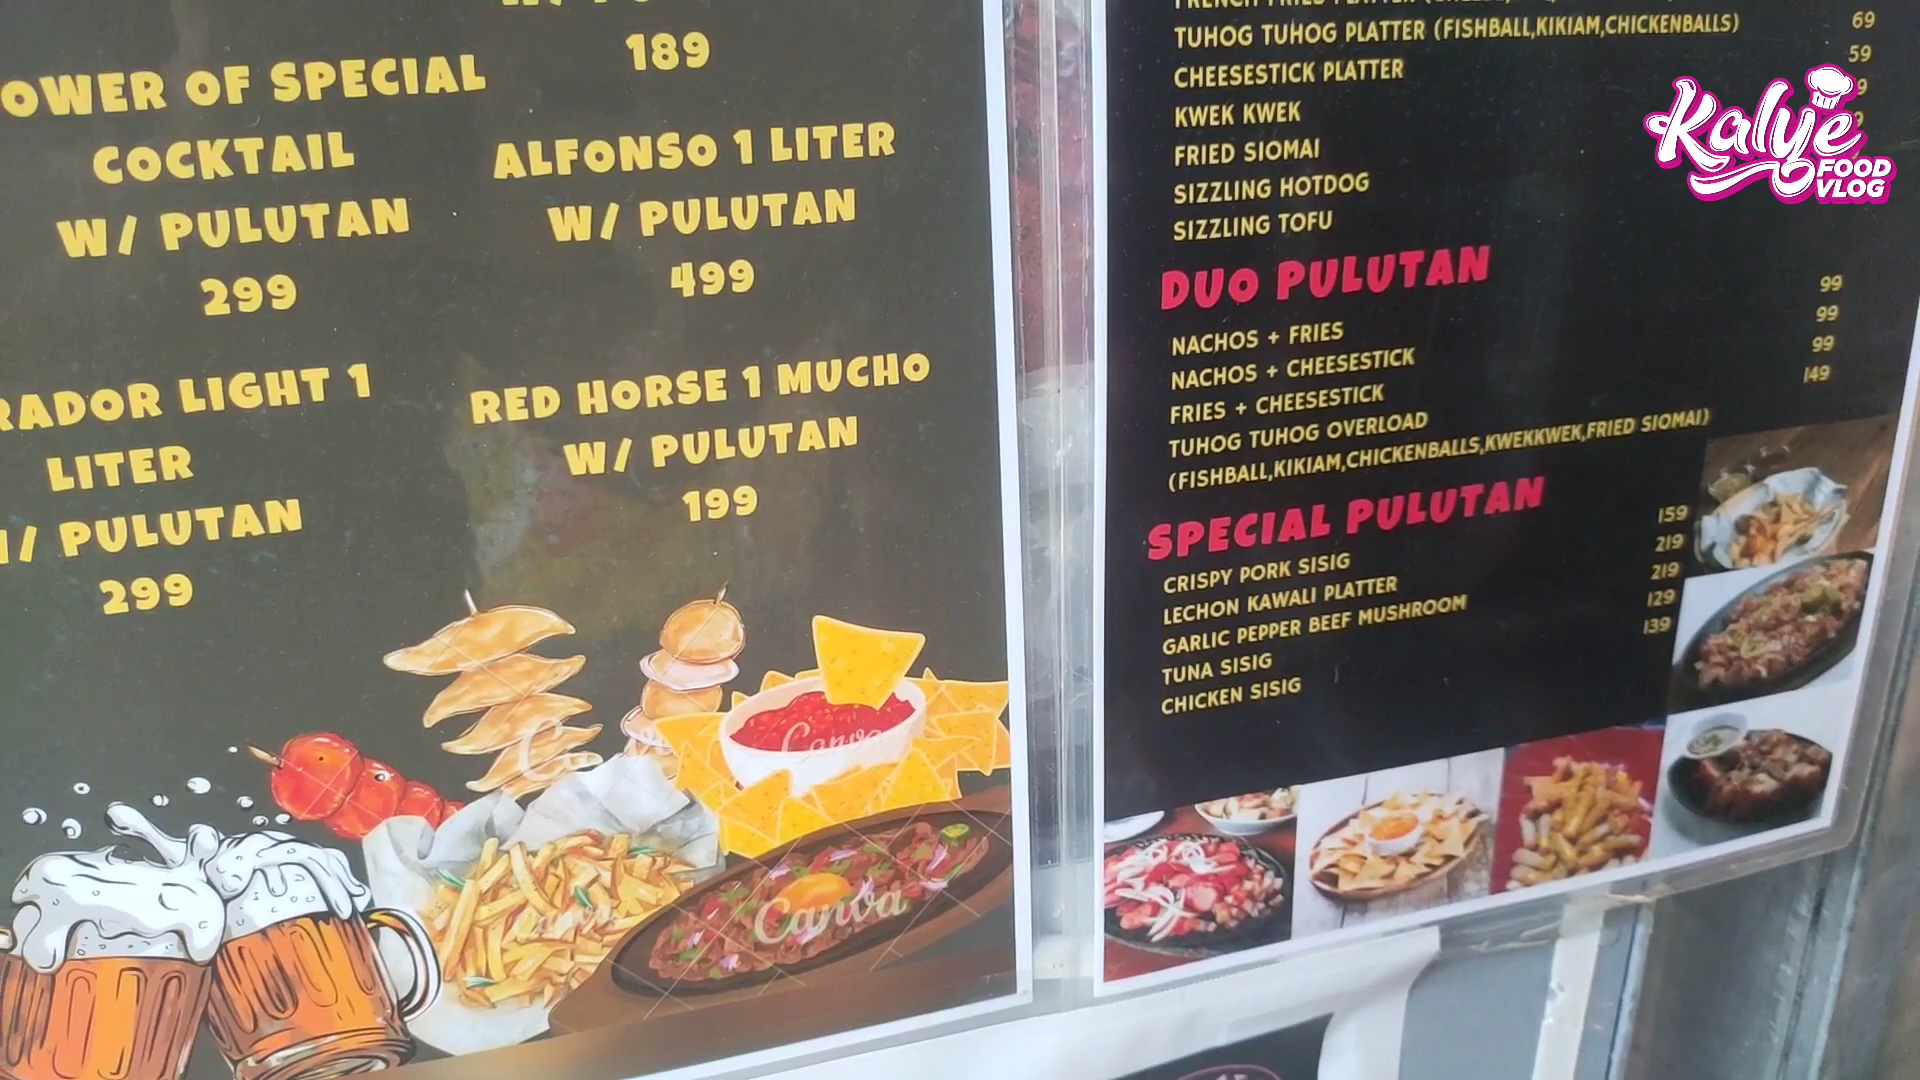 189
OWER OF SPECIAL
COCKTAIL
W/ PULUTAN
299
ALFONSO 1 LITER
W/ PULUTAN
499
RADOR LIGHT 1
LITER
/ PULUTAN
299
RED HORSE 1 MUCHO
W/ PULUTAN
199
Canva
Canva
TUHOG TUHOG PLATTER (FISHBALL,KIKIAM,CHICKENBALLS)
CHEESESTICK PLATTER
KWEK KWEK
FRIED SIOMAI
SIZZLING HOTDOG
SIZZLING TOFU
69
59
DUO PULUTAN
NACHOS + FRIES 99
NACHOS + CHEESESTICK 99
FRIES + CHEESESTICK 99
TUHOG TUHOG OVERLOAD 149
(FISHBALL,KIKIAM,CHICKENBALLS,KWEKKWEK,FRIED SIOMAI)
SPECIAL PULUTAN
CRISPY PORK SISIG 159
LECHON KAWALI PLATTER 219
GARLIC PEPPER BEEF MUSHROOM 219
TUNA SISIG 129
CHICKEN SISIG 139
Kalye
FOOD
VLOG